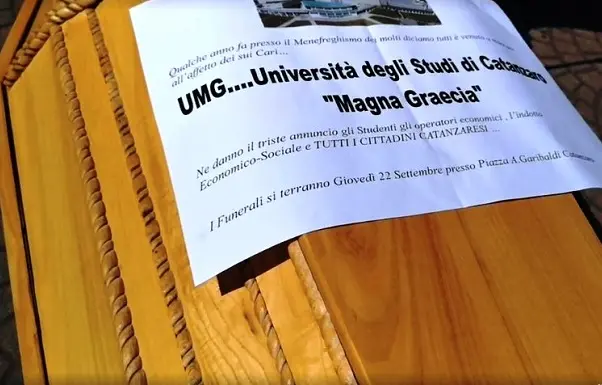 Qualche anno fa presso il Menefreghismo dei molti diciamo tutti è venuto a
all'affetto dei sui Cari...
UMG....Università degli Studi di Catanzaro
"Magna Graecia"
Ne danno il triste annuncio gli Studenti gli operatori economici , l'indotto
Economico-Sociale e TUTTI I CITTADINI CATANZARESI ...
I Funerali si terranno Giovedì 22 Settembre presso Piazza A.Garibaldi Catanzaro